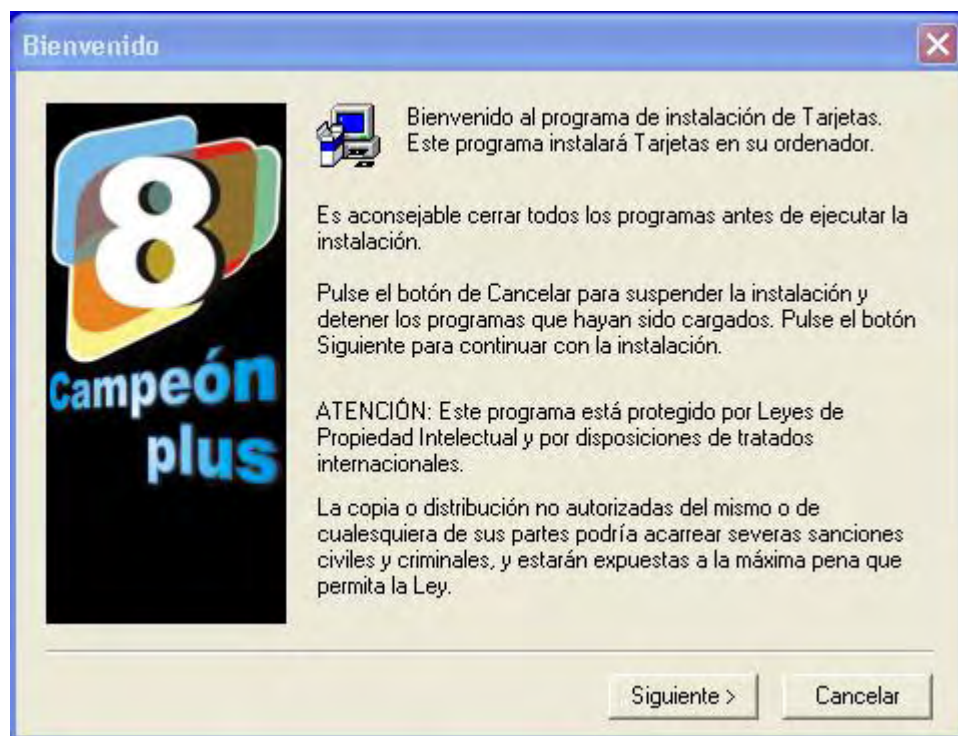 Bienvenido
8
Campeón
plus
Bienvenido al programa de instalación de Tarjetas.
Este programa instalará Tarjetas en su ordenador.
Es aconsejable cerrar todos los programas antes de ejecutar la
instalación.
Pulse el botón de Cancelar para suspender la instalación y
detener los programas que hayan sido cargados. Pulse el botón
Siguiente para continuar con la instalación.
ATENCIÓN: Este programa está protegido por Leyes de
Propiedad Intelectual y por disposiciones de tratados
internacionales.
La copia o distribución no autorizadas del mismo o de
cualesquiera de sus partes podría acarrear severas sanciones
civiles y criminales, y estarán expuestas a la máxima pena que
permita la Ley.
Siguiente >
Cancelar